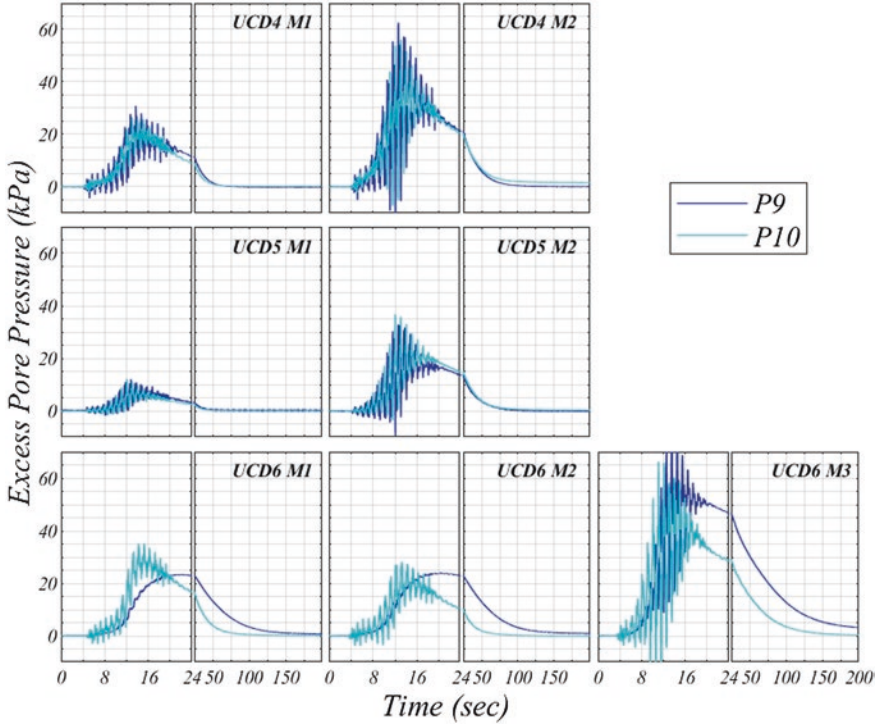 UCD4 M1
UCD4 M2
60
40
20
0
P9
P10
UCD5 M1
UCD5 M2
60
40
20
0
UCD6 M1
UCD6 M2
UCD6 M3
60
40
20
0
0 8 16 24 50 100 150 0 8 16 24 50 100 150 0 8 16 24 50 100 150 200
Time (sec)
Excess Pore Pressure (kPa)